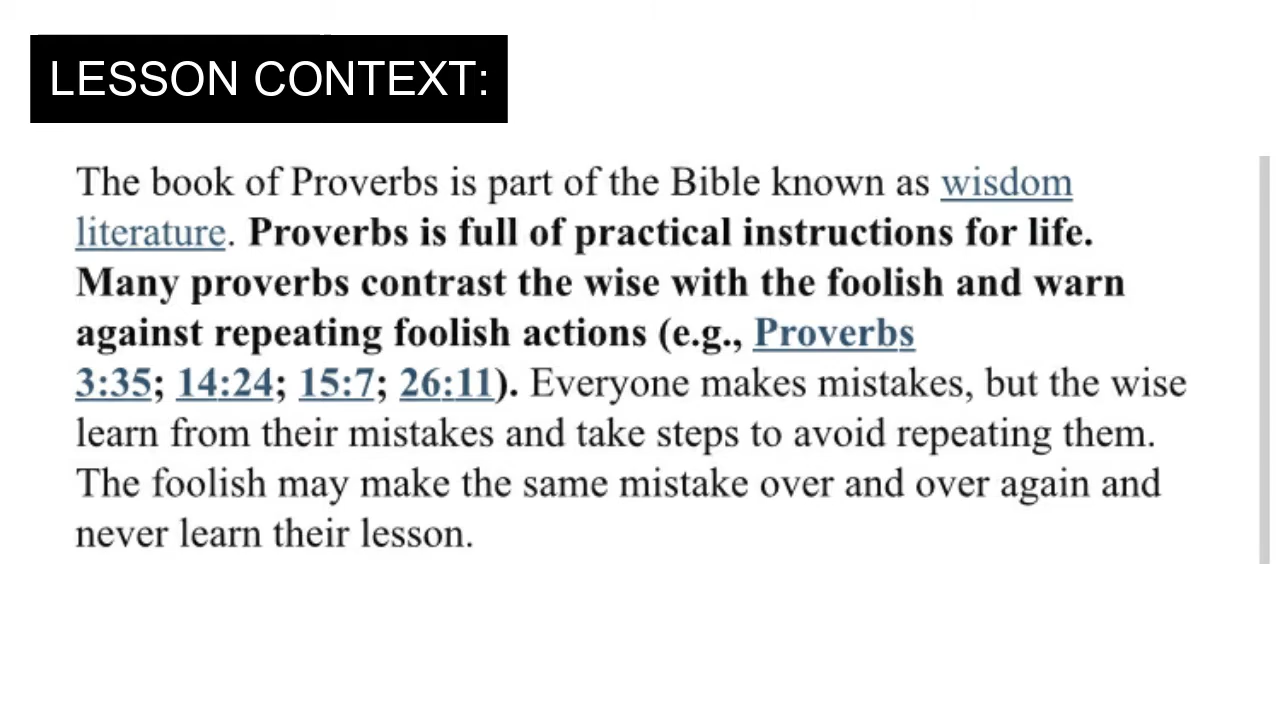 LESSON CONTEXT:
The book of Proverbs is part of the Bible known as wisdom
literature. Proverbs is full of practical instructions for life.
Many proverbs contrast the wise with the foolish and warn
against repeating foolish actions (e.g., Proverbs
3:35; 14:24; 15:7; 26:11). Everyone makes mistakes, but the wise
learn from their mistakes and take steps to avoid repeating them.
The foolish may make the same mistake over and over again and
never learn their lesson.